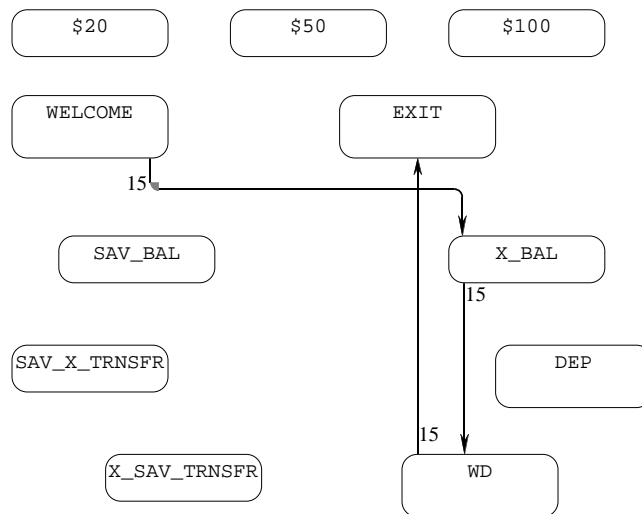 $20
$50
$100
WELCOME
EXIT
15
SAV_BAL
X_BAL
15
SAV_X_TRNSFR
DEP
15
X_SAV_TRNSFR
WD